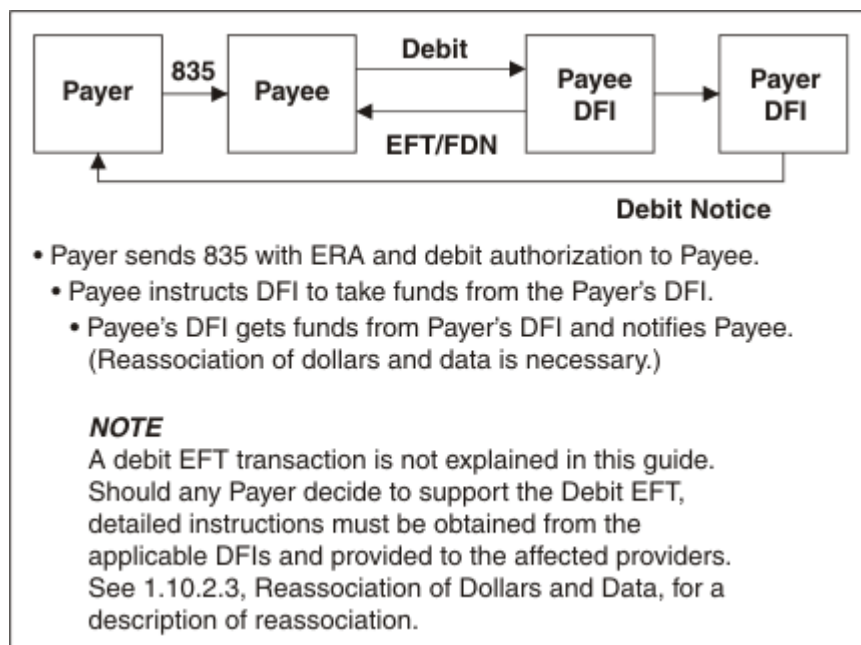 835
Debit
Payer
Payee
Payee
DFI
Payer
DFI
EFT/FDN
Debit Notice
• Payer sends 835 with ERA and debit authorization to Payee.
• Payee instructs DFI to take funds from the Payer's DFI.
• Payee's DFI gets funds from Payer's DFI and notifies Payee.
(Reassociation of dollars and data is necessary.)
NOTE
A debit EFT transaction is not explained in this guide.
Should any Payer decide to support the Debit EFT,
detailed instructions must be obtained from the
applicable DFIs and provided to the affected providers.
See 1.10.2.3, Reassociation of Dollars and Data, for a
description of reassociation.